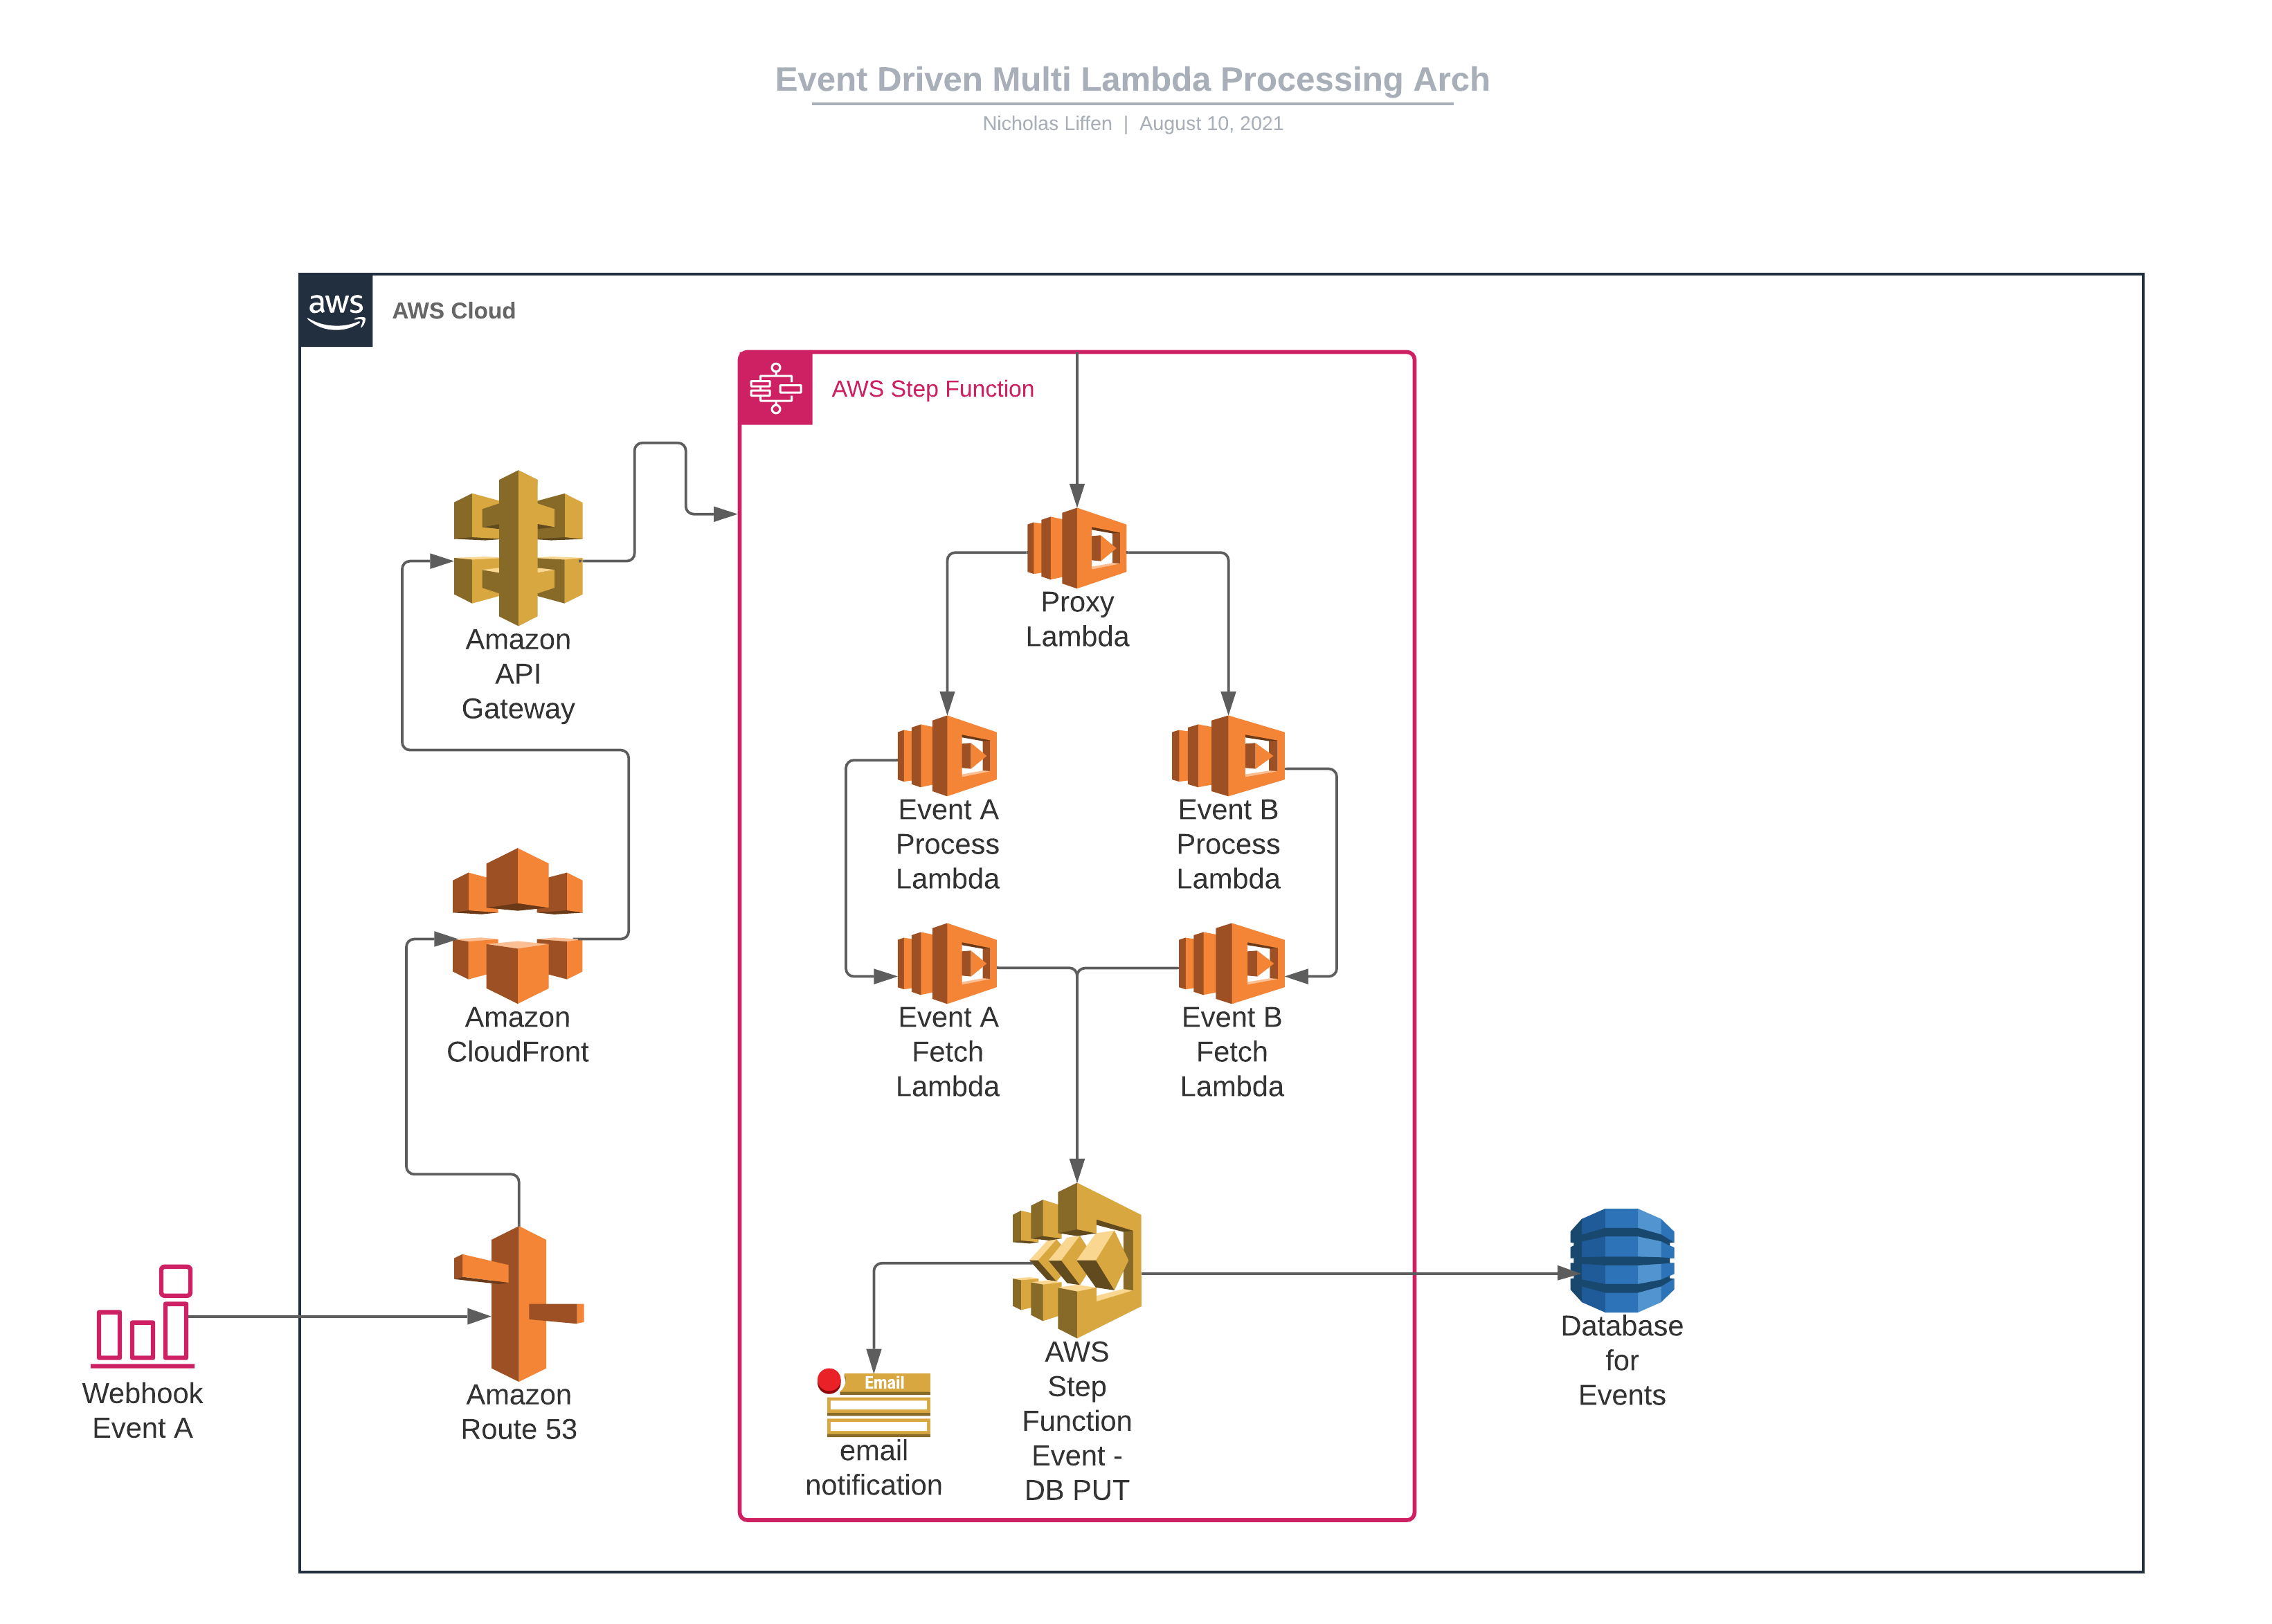 Event Driven Multi Lambda Processing Arch
Nicholas Liffen | August 10, 2021
aws
AWS Cloud
AWS Step Function
Amazon
API
Gateway
Proxy
Lambda
Event A
Process
Lambda
Event B
Process
Lambda
Amazon
CloudFront
Event A
Fetch
Lambda
Event B
Fetch
Lambda
Webhook
Event A
Amazon
Route 53
Email
email
notification
AWS
Step
Function
Event -
DB PUT
Database
for
Events